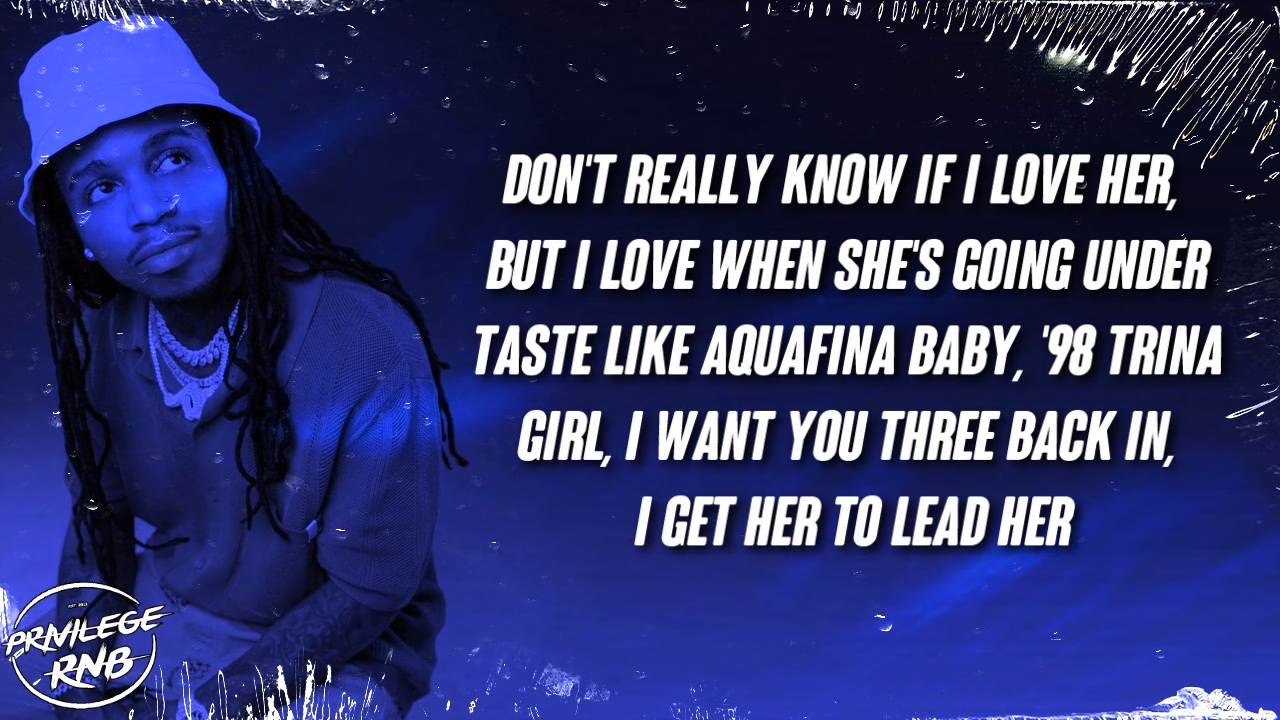 DON'T REALLY KNOW IF I LOVE HER,
BUT I LOVE WHEN SHE'S GOING UNDER
TASTE LIKE AQUAFINA BABY, '98 TRINA
GIRL, I WANT YOU THREE BACK IN,
I GET HER TO LEAD HER
PRIVILEGE
RNB